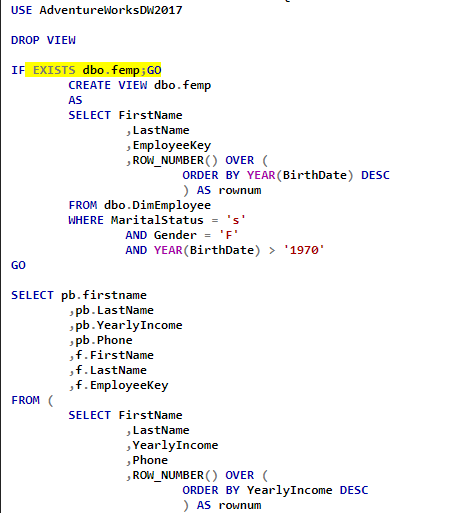 USE AdventureWorksDW2017
DROP VIEW
IF EXISTS dbo.femp;GO
CREATE VIEW dbo.femp
AS
SELECT FirstName
,LastName
,EmployeeKey
,ROW_NUMBER() OVER (
ORDER BY YEAR(BirthDate) DESC
) AS rownum
FROM dbo.DimEmployee
WHERE MaritalStatus = 's'
AND Gender = 'F'
AND YEAR(BirthDate) > '1970'
GO
SELECT pb.firstname
,pb.LastName
,pb.YearlyIncome
,pb.Phone
,f.FirstName
,f.LastName
,f.EmployeeKey
FROM (
SELECT FirstName
,LastName
,YearlyIncome
,Phone
,ROW_NUMBER() OVER (
ORDER BY YearlyIncome DESC
) AS rownum